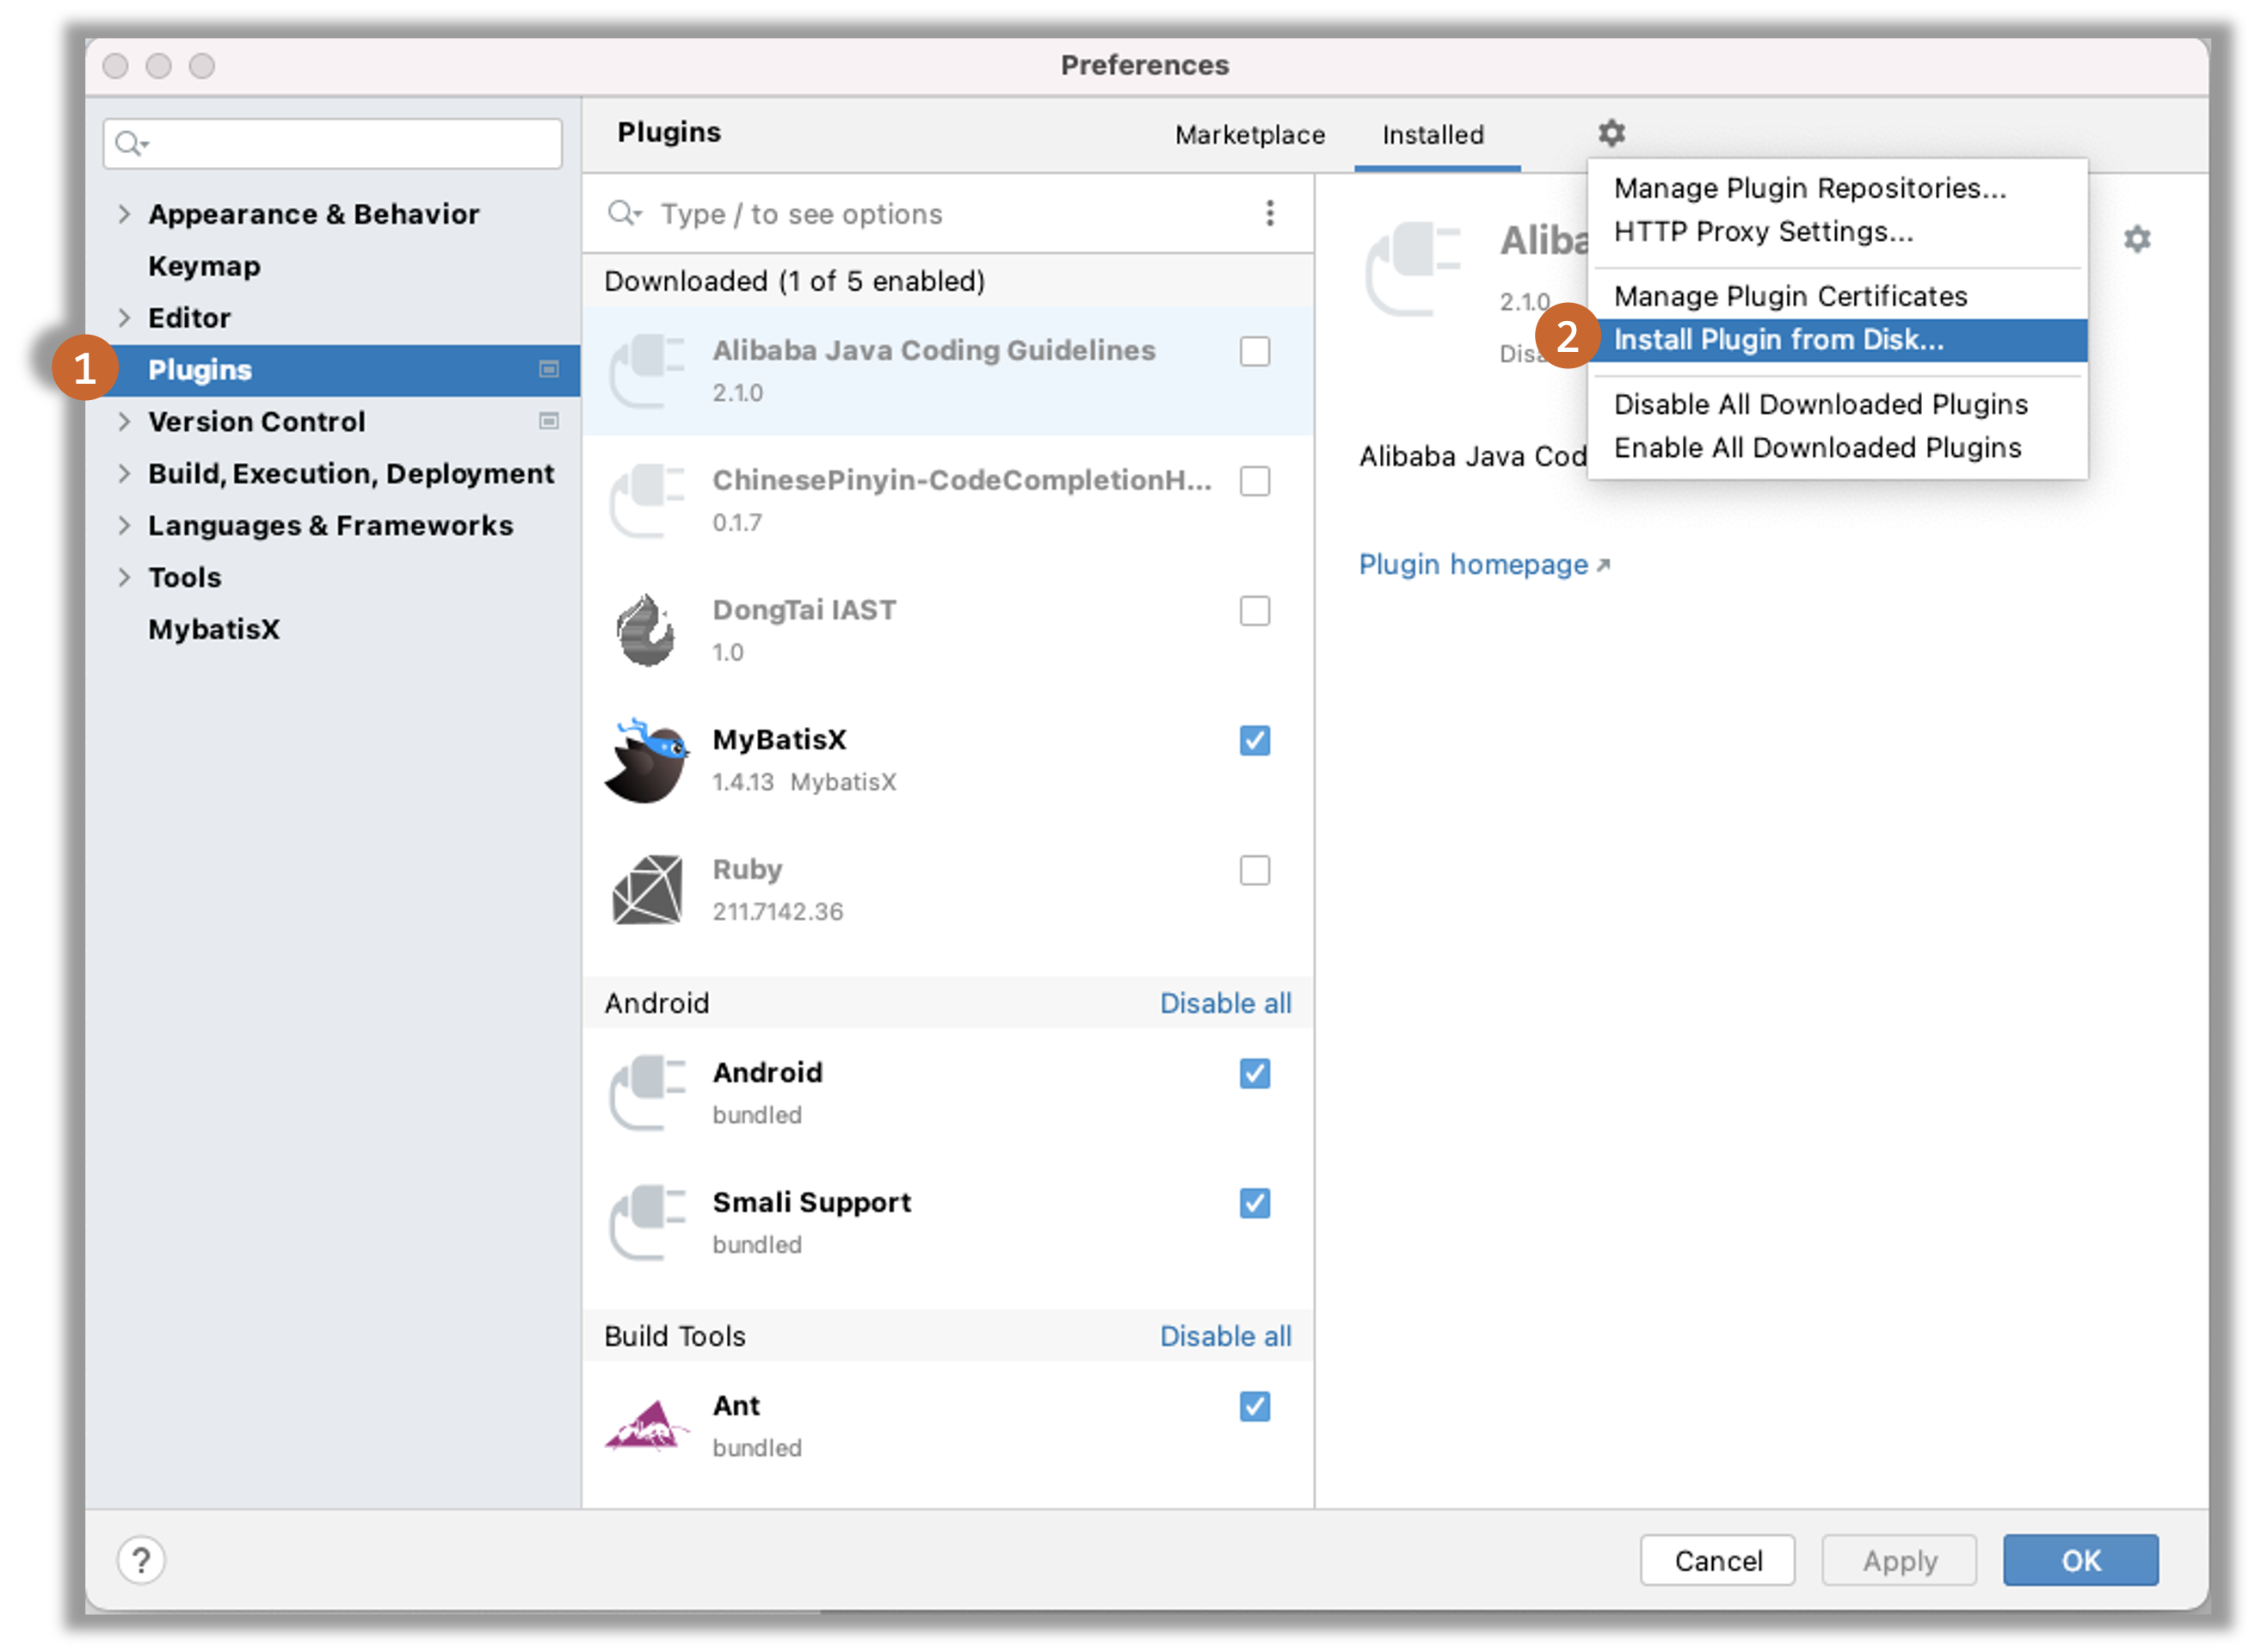 Preferences
Plugins
Marketplace
Installed
Appearance & Behavior
Keymap
Editor
1
Plugins
Version Control
Build, Execution, Deployment
Languages & Frameworks
Tools
MybatisX
Type / to see options
Downloaded (1 of 5 enabled)
Alibaba Java Coding Guidelines
2.1.0
ChinesePinyin-CodeCompletionH...
0.1.7
DongTai IAST
1.0
MyBatisX
1.4.13 MybatisX
Ruby
211.7142.36
Android Disable all
Android
bundled
Smali Support
bundled
Build Tools Disable all
Ant
bundled
Manage Plugin Repositories...
HTTP Proxy Settings...
Manage Plugin Certificates
2
Install Plugin from Disk...
Disable All Downloaded Plugins
Enable All Downloaded Plugins
Aliba
2.1.0
Disa
Alibaba Java Cod
Plugin homepage
?
Cancel
Apply
OK